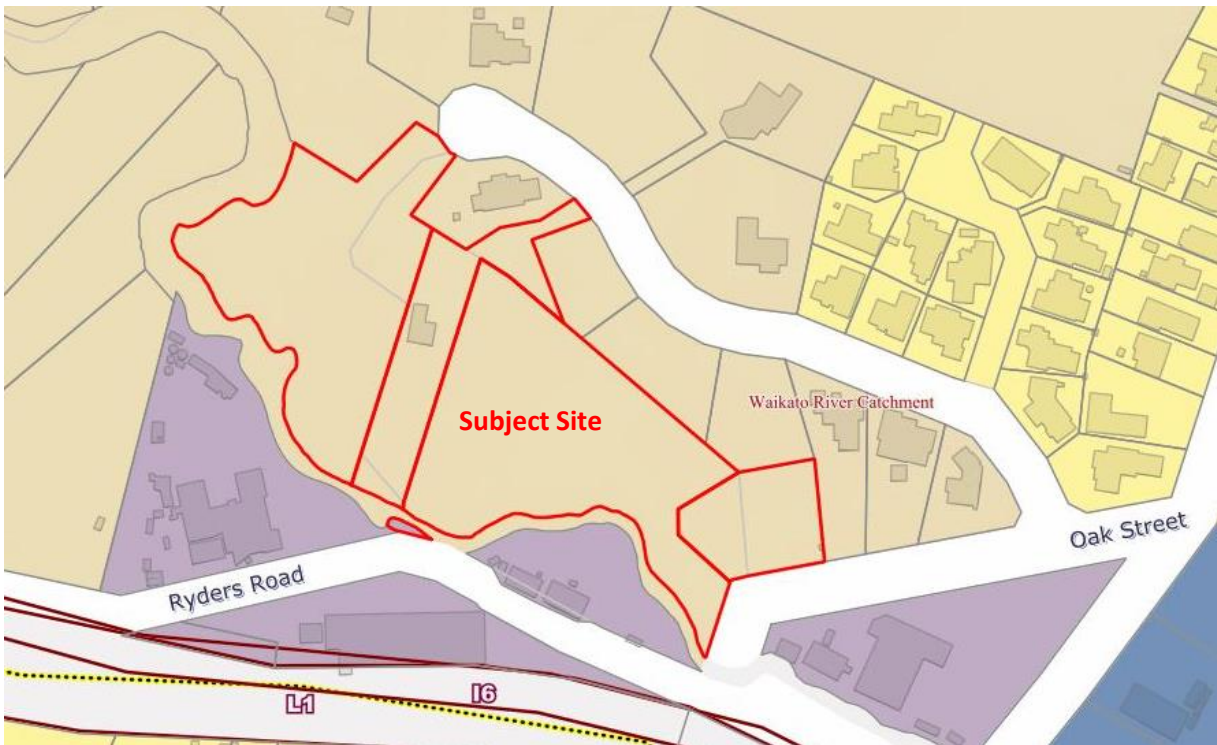 Waikato River Catchment
Subject Site
Oak Street
Ryders Road
L1
I6